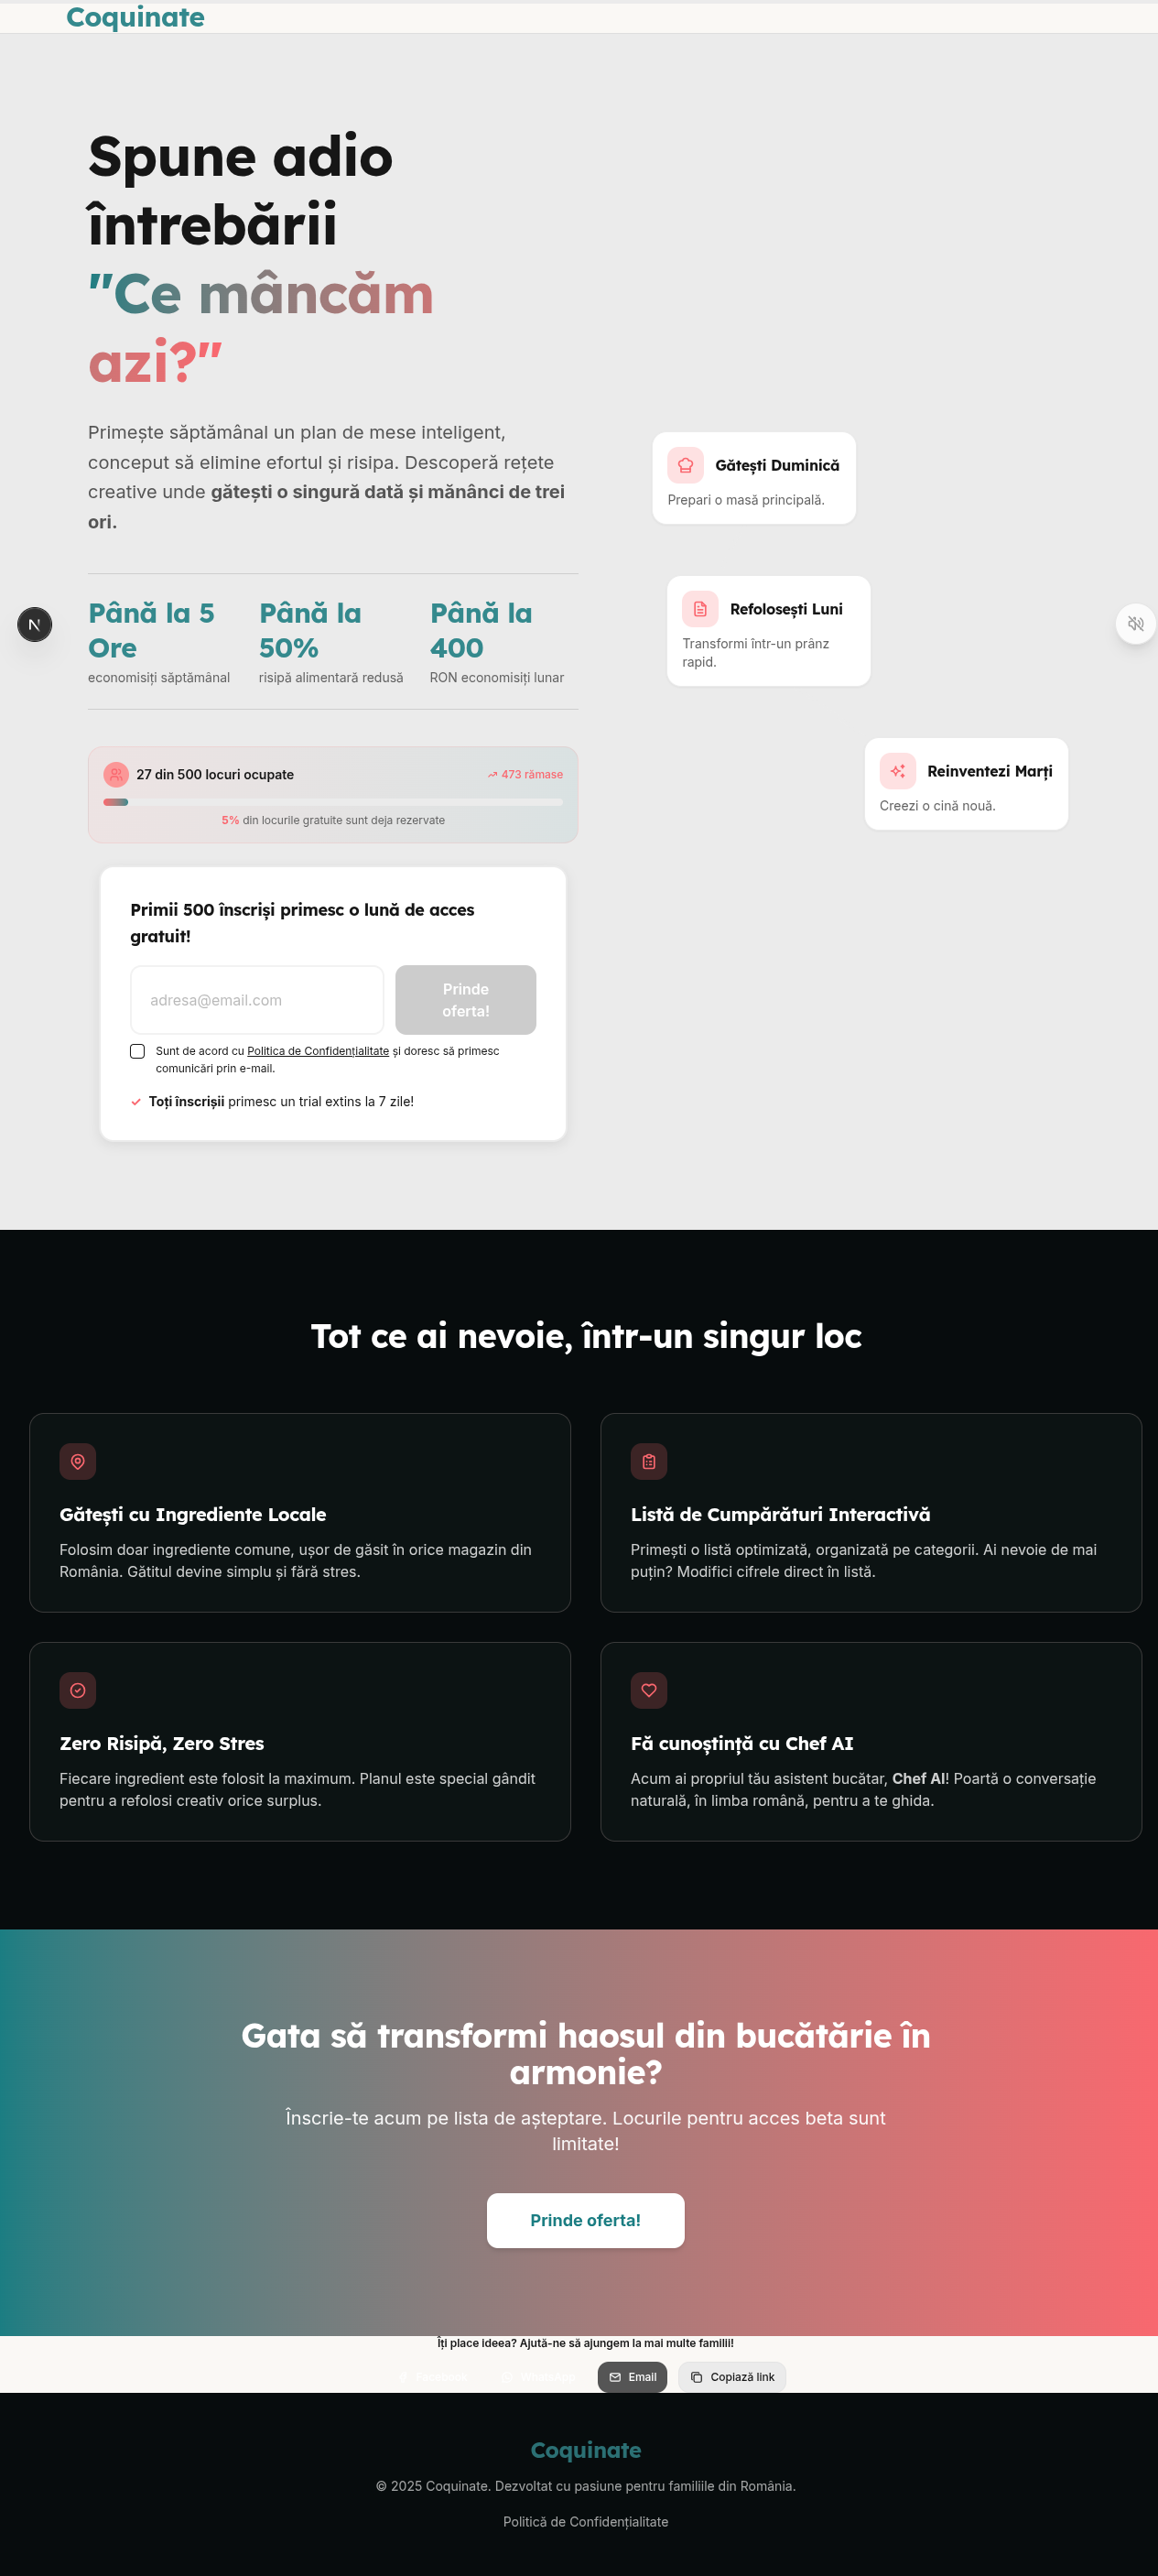 Coquinate
Spune adio
întrebării
"Ce mâncăm
azi?"
Primește săptămânal un plan de mese inteligent,
conceput să elimine efortul și risipa. Descoperă rețete
creative unde gătești o singură dată și mănânci de trei
ori.
Până la 5
Ore
economisiți săptămânal
Până la
50%
risipă alimentară redusă
Până la
400
RON economisiți lunar
27 din 500 locuri ocupate
473 rămase
5% din locurile gratuite sunt deja rezervate
Primii 500 înscriși primesc o lună de acces
gratuit!
adresa@email.com
Prinde
oferta!
Sunt de acord cu Politica de Confidențialitate și doresc să primesc
comunicări prin e-mail.
Toți înscrișii primesc un trial extins la 7 zile!
Gătești Duminică
Prepari o masă principală.
Refolosești Luni
Transformi într-un prânz
rapid.
Reinventezi Marți
Creezi o cină nouă.
Tot ce ai nevoie, într-un singur loc
Gătești cu Ingrediente Locale
Folosim doar ingrediente comune, ușor de găsit în orice magazin din
România. Gătitul devine simplu și fără stres.
Listă de Cumpărături Interactivă
Primești o listă optimizată, organizată pe categorii. Ai nevoie de mai
puțin? Modifici cifrele direct în listă.
Zero Risipă, Zero Stres
Fiecare ingredient este folosit la maximum. Planul este special gândit
pentru a refolosi creativ orice surplus.
Fă cunoștință cu Chef AI
Acum ai propriul tău asistent bucătar, Chef AI! Poartă o conversație
naturală, în limba română, pentru a te ghida.
Gata să transformi haosul din bucătărie în
armonie?
Înscrie-te acum pe lista de așteptare. Locurile pentru acces beta sunt
limitate!
Prinde oferta!
Îți place ideea? Ajută-ne să ajungem la mai multe familii!
Facebook
WhatsApp
Email
Copiază link
Coquinate
© 2025 Coquinate. Dezvoltat cu pasiune pentru familiile din România.
Politică de Confidențialitate